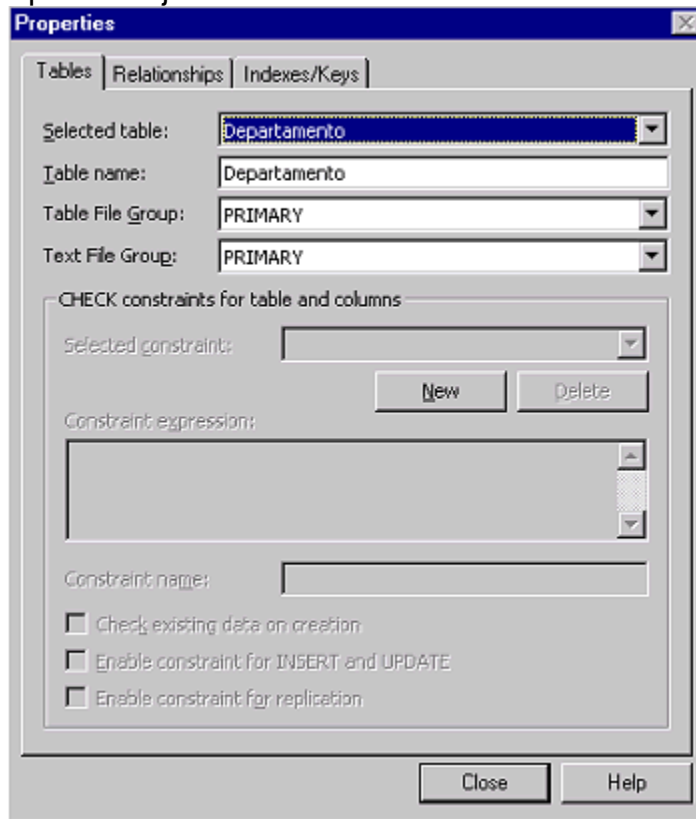 Properties
Tables Relationships Indexes/Keys
Selected table: Departamento
Table name: Departamento
Table File Group: PRIMARY
Text File Group: PRIMARY
CHECK constraints for table and columns
Selected constraint:
New Delete
Constraint expression:
Constraint name:
Check existing data on creation
Enable constraint for INSERT and UPDATE
Enable constraint for replication
Close Help